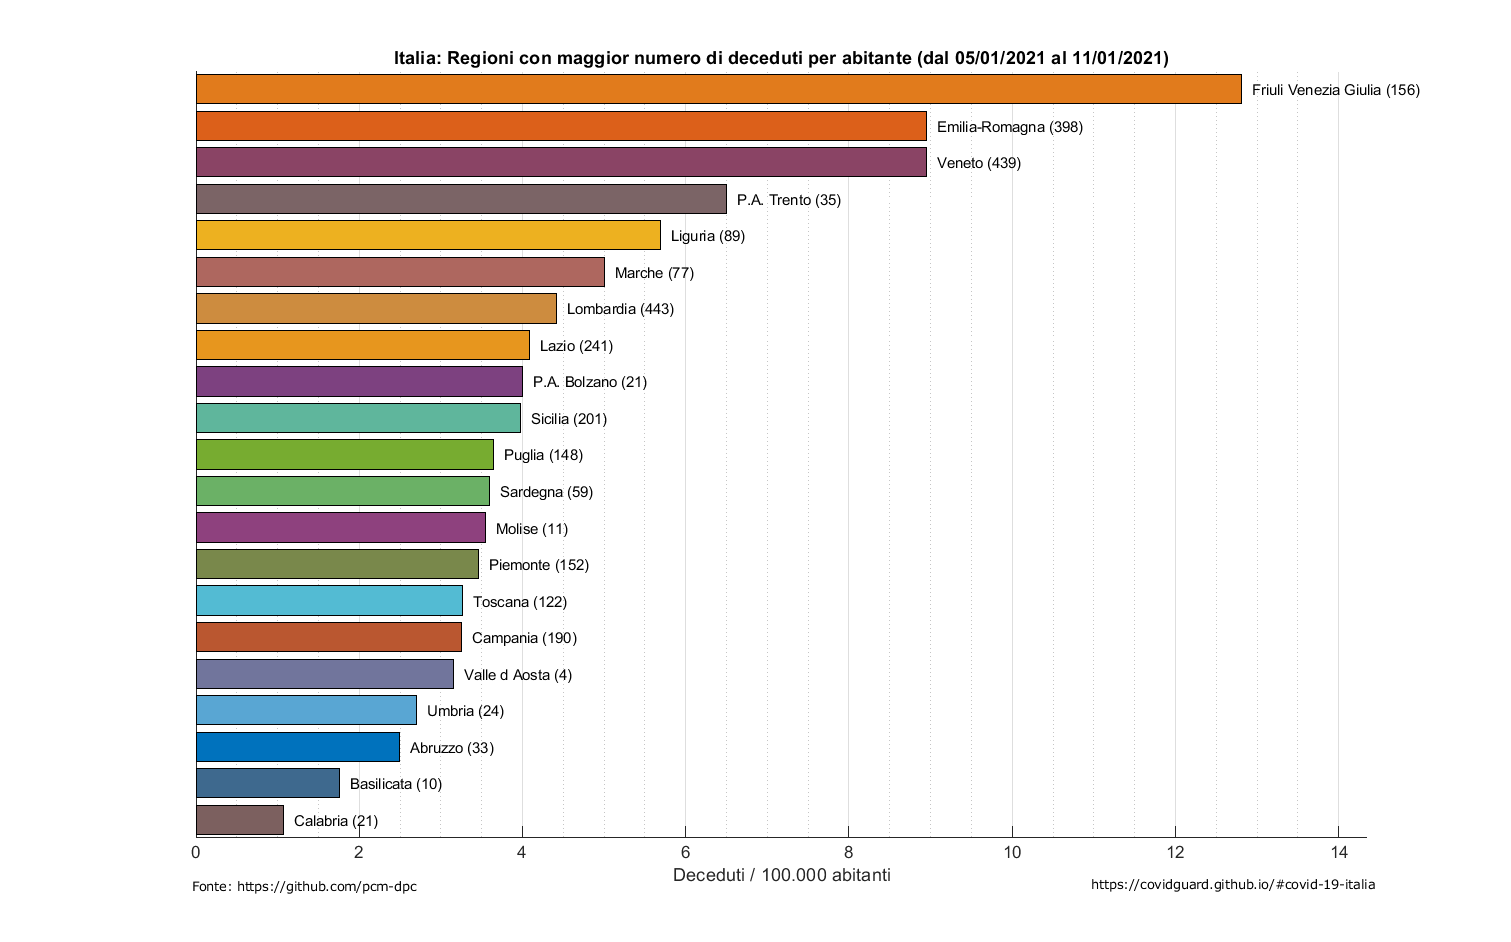 Italia: Regioni con maggior numero di deceduti per abitante (dal 05/01/2021 al 11/01/2021)
Friuli Venezia Giulia (156)
Emilia-Romagna (398)
Veneto (439)
P.A. Trento (35)
Liguria (89)
Marche (77)
Lombardia (443)
Lazio (241)
P.A. Bolzano (21)
Sicilia (201)
Puglia (148)
Sardegna (59)
Molise (11)
Piemonte (152)
Toscana (122)
Campania (190)
Valle d Aosta (4)
Umbria (24)
Abruzzo (33)
Basilicata (10)
Calabria (21)
0 2 4 6 8 10 12 14
Deceduti / 100.000 abitanti
Fonte: https://github.com/pcm-dpc
https://covidguard.github.io/#covid-19-italia